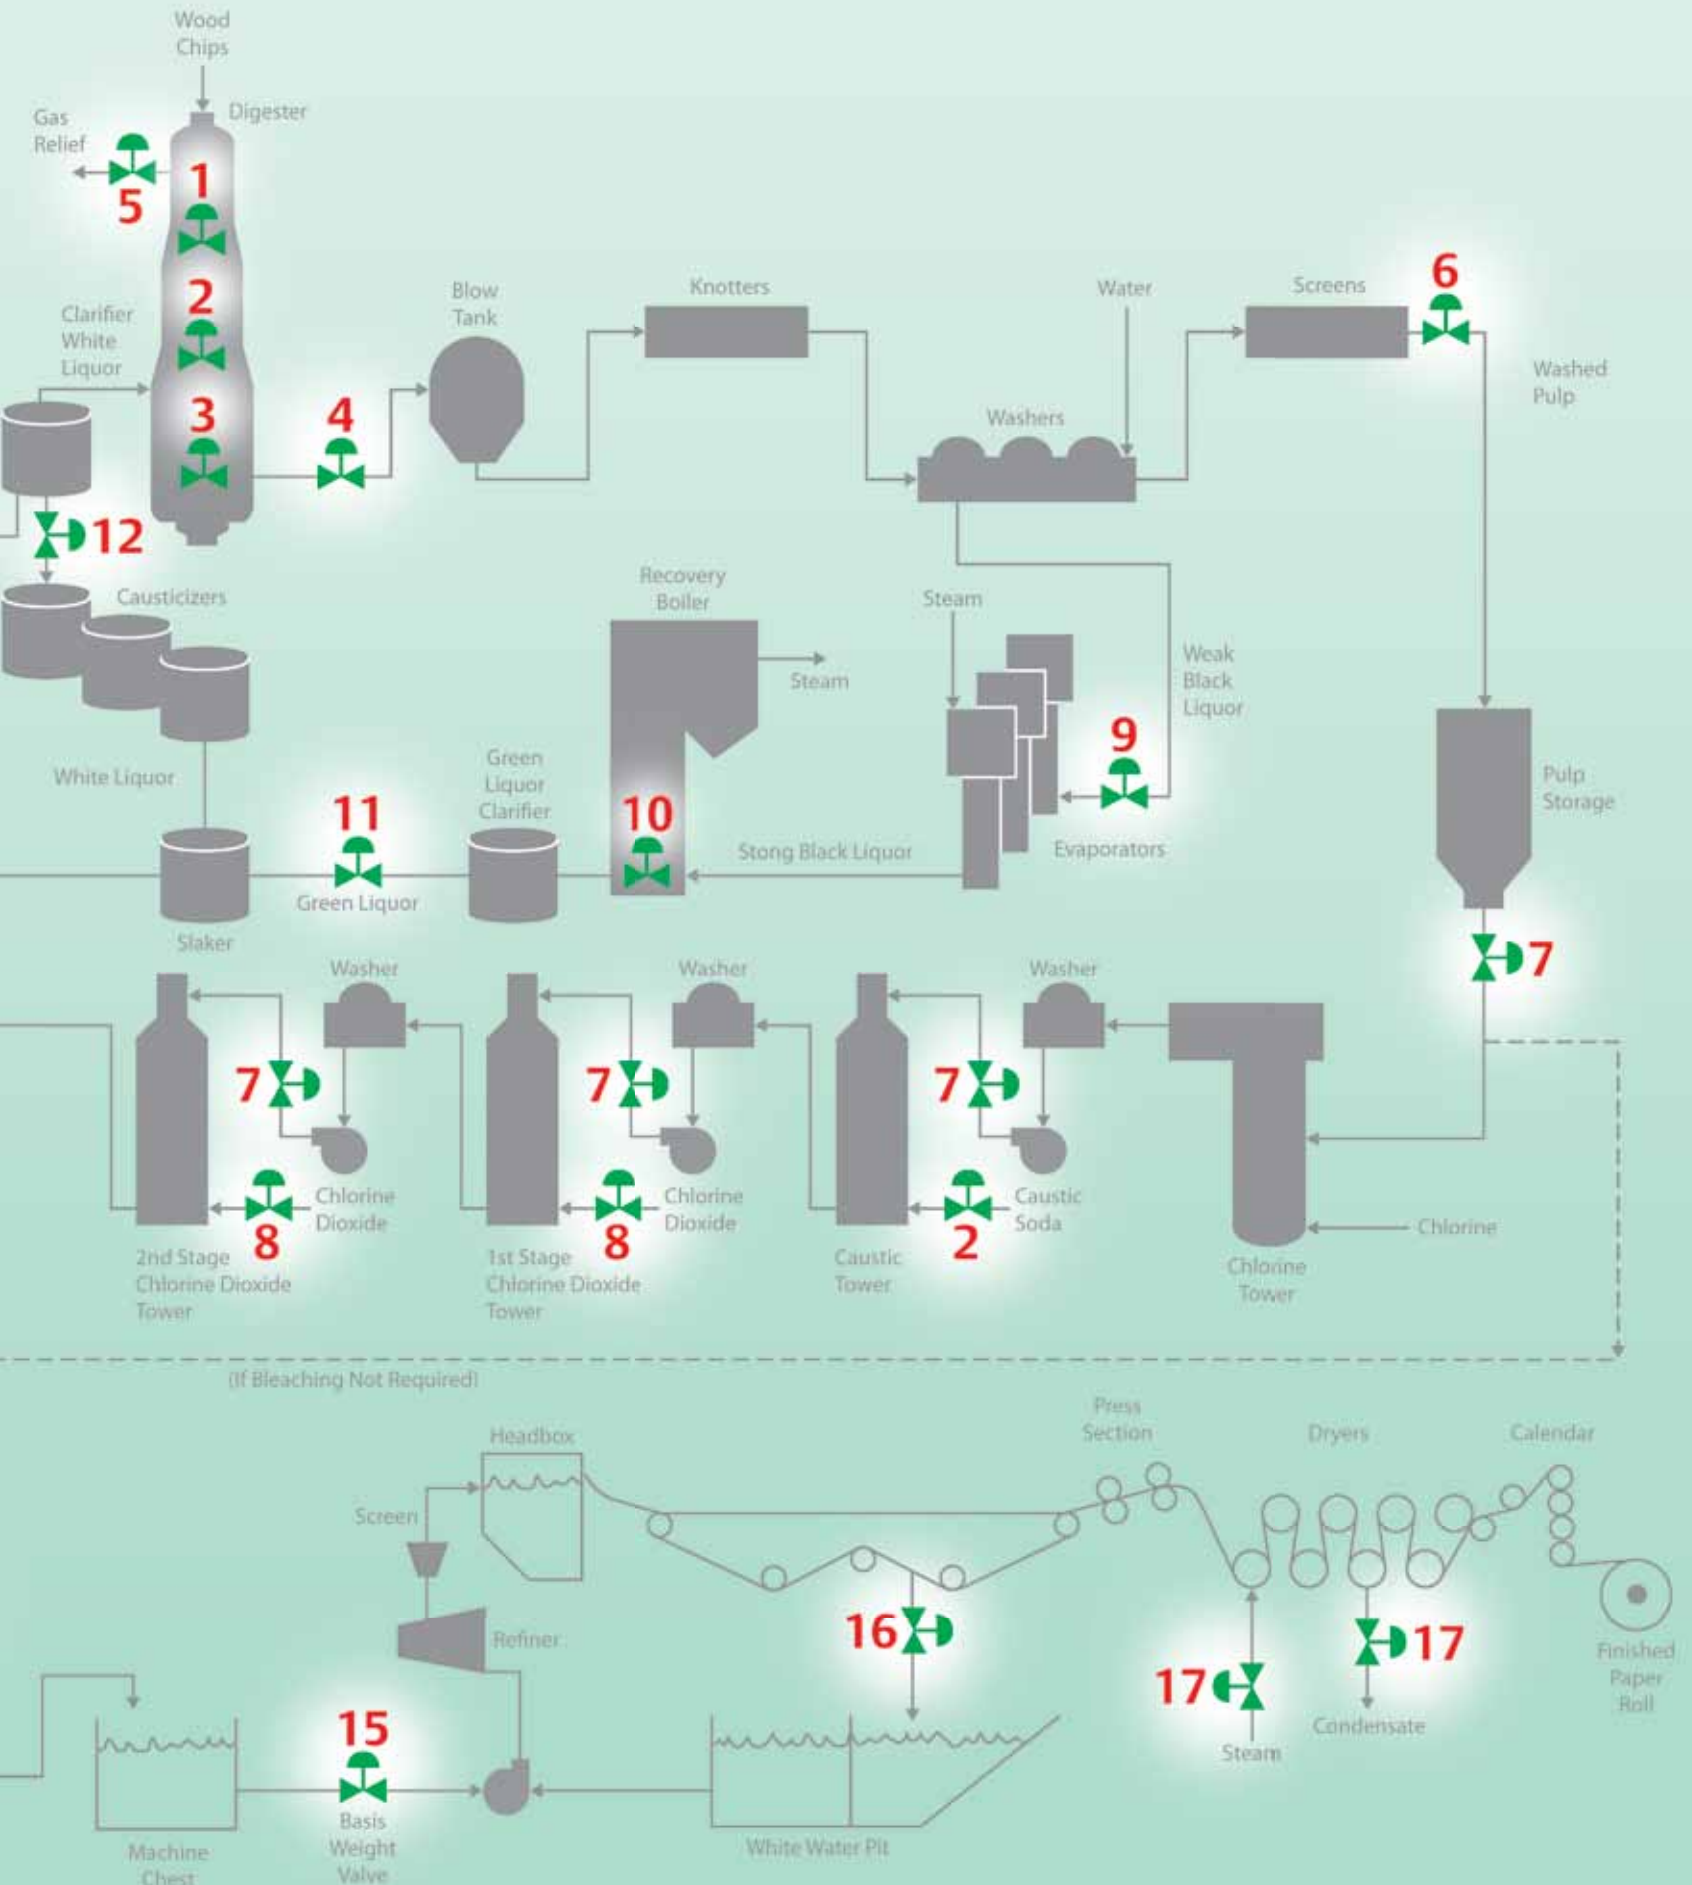 Wood
Chips
Digester
Gas
Relief
5
1
2
3
Clarifier
White
Liquor
4
Blow
Tank
Knotters
Water
Washers
Screens
6
Washed
Pulp
12
Causticizers
Recovery
Boiler
Steam
Steam
Weak
Black
Liquor
9
Evaporators
Pulp
Storage
White Liquor
11
Green Liquor
Green
Liquor
Clarifier
10
Stong Black Liquor
Slaker
7
Washer
Washer
Washer
7
7
7
8
Chlorine
Dioxide
8
Chlorine
Dioxide
2
Caustic
Soda
Chlorine
2nd Stage
Chlorine Dioxide
Tower
1st Stage
Chlorine Dioxide
Tower
Caustic
Tower
Chlorine
Tower
(If Bleaching Not Required)
Headbox
Press
Section
Dryers
Calendar
Screen
Refiner
16
17
17
Condensate
Steam
Finished
Paper
Roll
15
Basis
Weight
Valve
Machine
Chest
White Water Pit